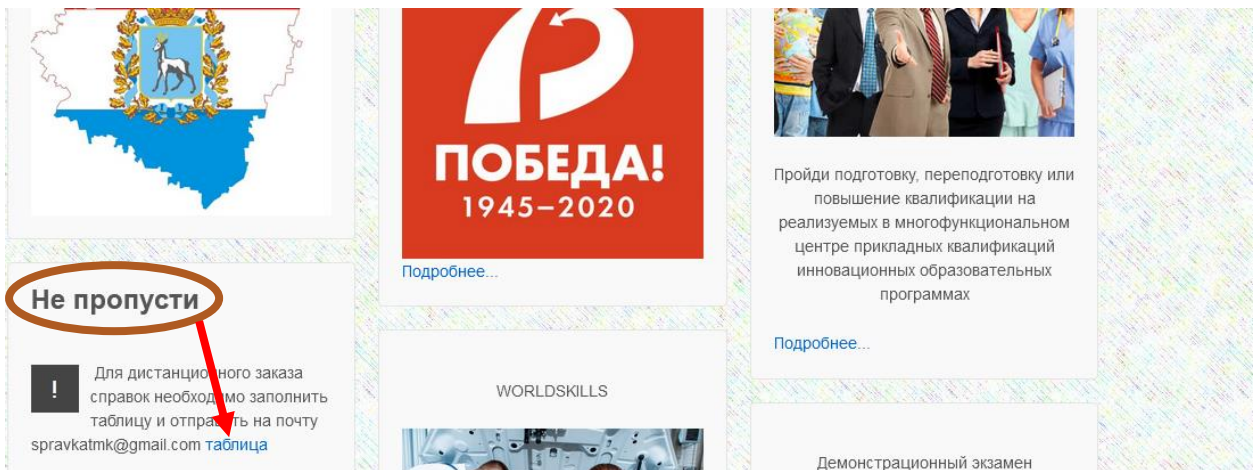 ПОБЕДА!
1945–2020
Подробнее...
Пройди подготовку, переподготовку или
повышение квалификации на
реализуемых в многофункциональном
центре прикладных квалификаций
инновационных образовательных
программах
Подробнее...
Не пропусти
!
Для дистанционного заказа
справок необходимо заполнить
таблицу и отправить на почту
spravkatmk@gmail.com таблица
WORLDSKILLS
Демонстрационный экзамен